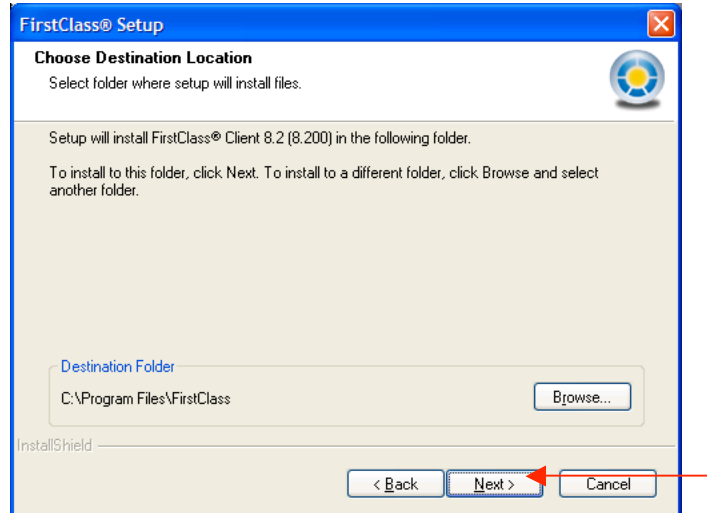 FirstClass® Setup
Choose Destination Location
Select folder where setup will install files.
Setup will install FirstClass® Client 8.2 (8.200) in the following folder.
To install to this folder, click Next. To install to a different folder, click Browse and select
another folder.
Destination Folder
C:\Program Files\FirstClass
Browse...
InstallShield
< Back
Next >
Cancel